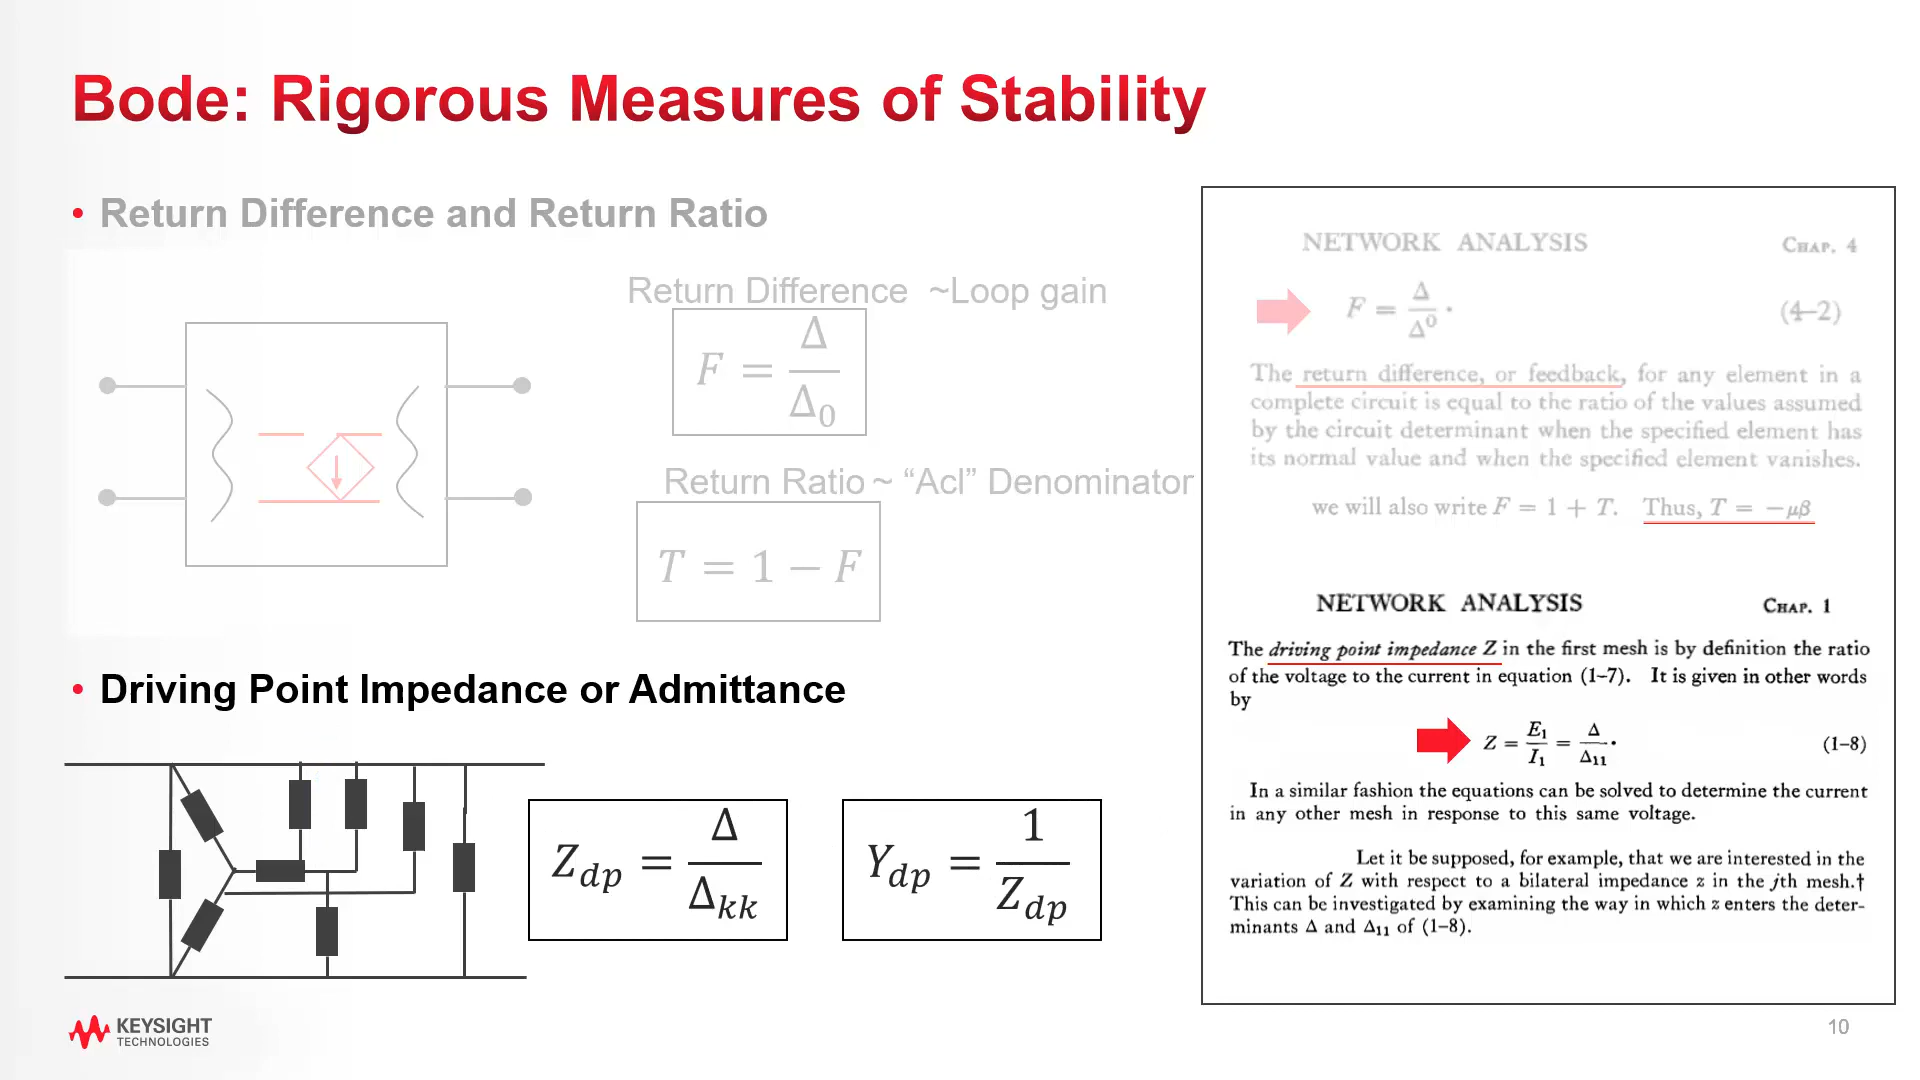 Bode: Rigorous Measures of Stability
• Return Difference and Return Ratio
Return Difference ~Loop gain
F = Δ / Δ₀
Return Ratio ~ “Acl” Denominator
T = 1 − F
• Driving Point Impedance or Admittance
Z_dp = Δ / Δ_kk
Y_dp = 1 / Z_dp
NETWORK ANALYSIS CHAP. 4
F = Δ / Δ⁰ · (4–2)
The return difference, or feedback, for any element in a
complete circuit is equal to the ratio of the values assumed
by the circuit determinant when the specified element has
its normal value and when the specified element vanishes.
we will also write F = 1 + T. Thus, T = −μβ
NETWORK ANALYSIS CHAP. 1
The driving point impedance Z in the first mesh is by definition the ratio
of the voltage to the current in equation (1–7). It is given in other words
by
Z = E₁ / I₁ = Δ / Δ₁₁ · (1–8)
In a similar fashion the equations can be solved to determine the current
in any other mesh in response to this same voltage.
Let it be supposed, for example, that we are interested in the
variation of Z with respect to a bilateral impedance z in the jth mesh.†
This can be investigated by examining the way in which z enters the deter-
minants Δ and Δ₁₁ of (1–8).
KEYSIGHT
TECHNOLOGIES
10